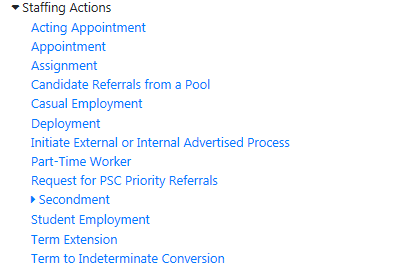 Staffing Actions
Acting Appointment
Appointment
Assignment
Candidate Referrals from a Pool
Casual Employment
Deployment
Initiate External or Internal Advertised Process
Part-Time Worker
Request for PSC Priority Referrals
Secondment
Student Employment
Term Extension
Term to Indeterminate Conversion